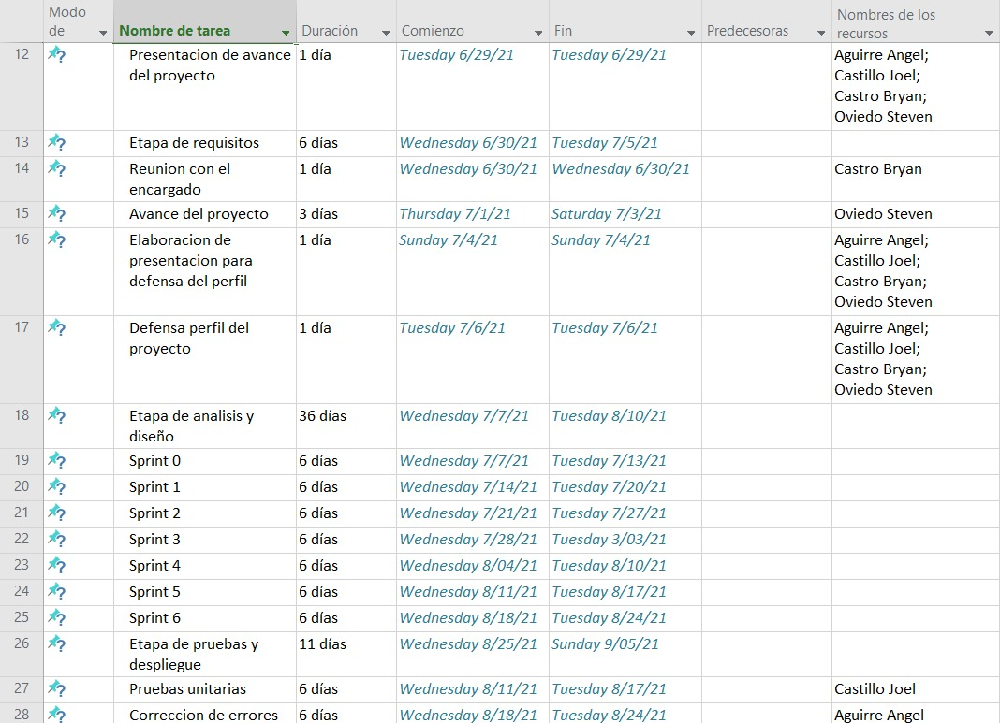 Modo de Nombre de tarea Duración Comienzo Fin Predecesoras Nombres de los recursos
12 Presentacion de avance del proyecto 1 día Tuesday 6/29/21 Tuesday 6/29/21 Aguirre Angel; Castillo Joel; Castro Bryan; Oviedo Steven
13 Etapa de requisitos 6 días Wednesday 6/30/21 Tuesday 7/5/21
14 Reunion con el encargado 1 día Wednesday 6/30/21 Wednesday 6/30/21 Castro Bryan
15 Avance del proyecto 3 días Thursday 7/1/21 Saturday 7/3/21 Oviedo Steven
16 Elaboracion de presentacion para defensa del perfil 1 día Sunday 7/4/21 Sunday 7/4/21 Aguirre Angel; Castillo Joel; Castro Bryan; Oviedo Steven
17 Defensa perfil del proyecto 1 día Tuesday 7/6/21 Tuesday 7/6/21 Aguirre Angel; Castillo Joel; Castro Bryan; Oviedo Steven
18 Etapa de analisis y diseño 36 días Wednesday 7/7/21 Tuesday 8/10/21
19 Sprint 0 6 días Wednesday 7/7/21 Tuesday 7/13/21
20 Sprint 1 6 días Wednesday 7/14/21 Tuesday 7/20/21
21 Sprint 2 6 días Wednesday 7/21/21 Tuesday 7/27/21
22 Sprint 3 6 días Wednesday 7/28/21 Tuesday 3/03/21
23 Sprint 4 6 días Wednesday 8/04/21 Tuesday 8/10/21
24 Sprint 5 6 días Wednesday 8/11/21 Tuesday 8/17/21
25 Sprint 6 6 días Wednesday 8/18/21 Tuesday 8/24/21
26 Etapa de pruebas y despliegue 11 días Wednesday 8/25/21 Sunday 9/05/21
27 Pruebas unitarias 6 días Wednesday 8/11/21 Tuesday 8/17/21 Castillo Joel
28 Correccion de errores 6 días Wednesday 8/18/21 Tuesday 8/24/21 Aguirre Angel